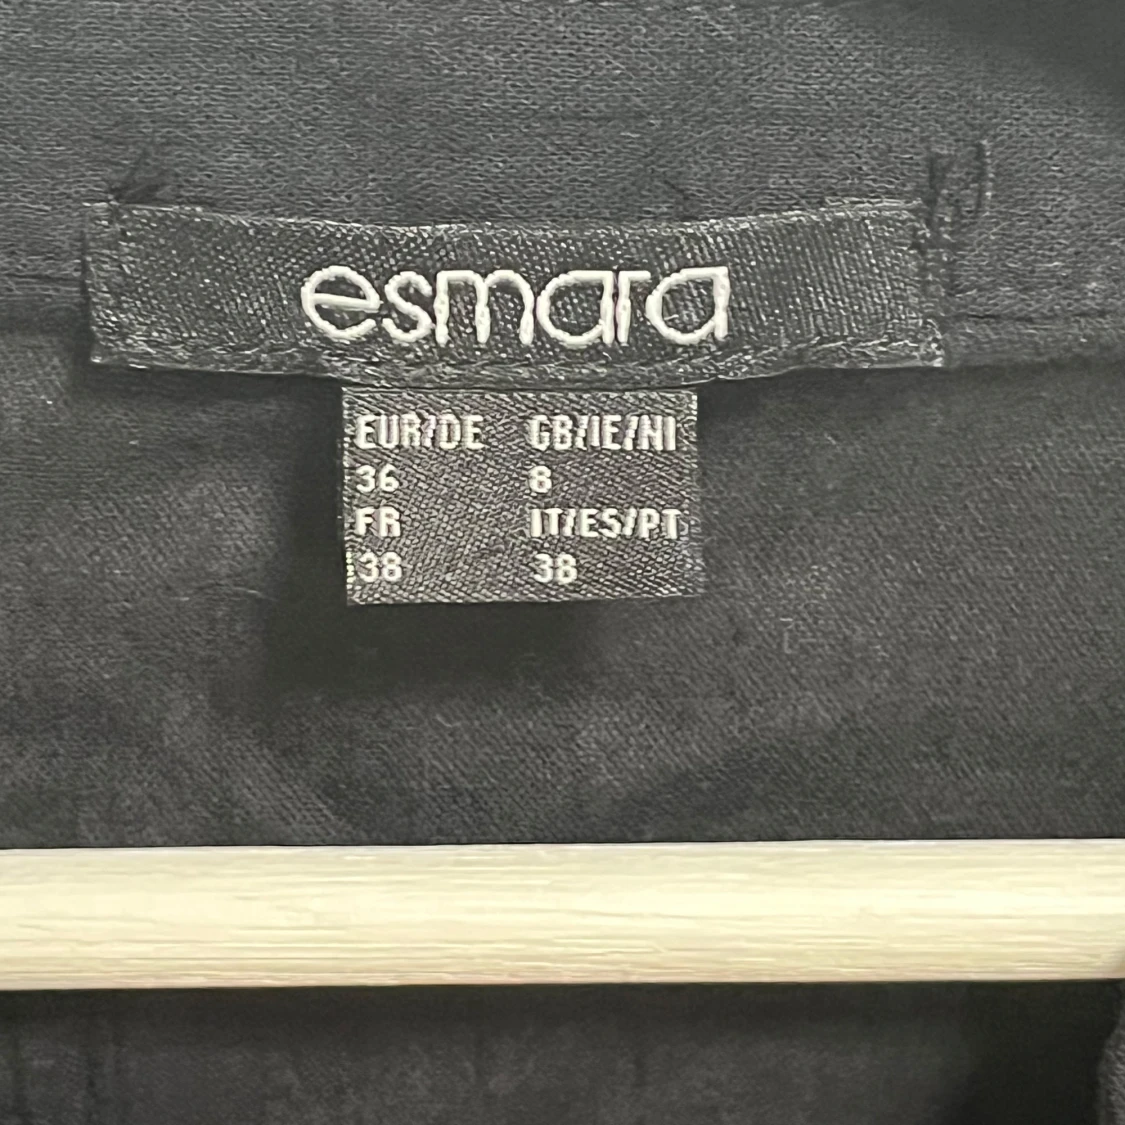 esmara
EUR/DE GB/IE/NI
36 8
FR IT/ES/PT
38 38